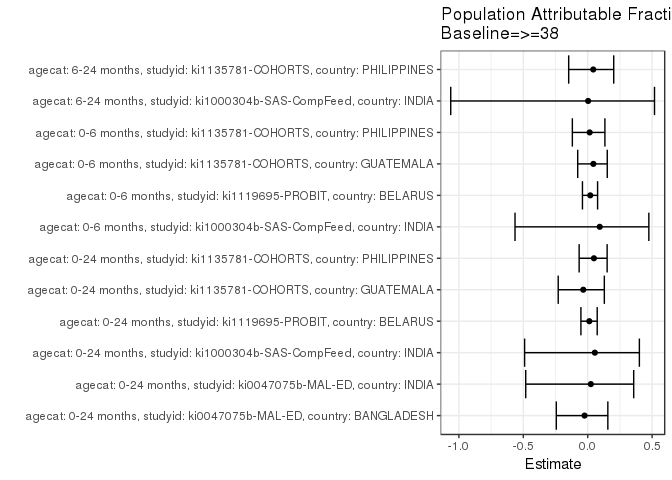 Population Attributable Fracti
Baseline=>=38
agecat: 6-24 months, studyid: ki1135781-COHORTS, country: PHILIPPINES
agecat: 6-24 months, studyid: ki1000304b-SAS-CompFeed, country: INDIA
agecat: 0-6 months, studyid: ki1135781-COHORTS, country: PHILIPPINES
agecat: 0-6 months, studyid: ki1135781-COHORTS, country: GUATEMALA
agecat: 0-6 months, studyid: ki1119695-PROBIT, country: BELARUS
agecat: 0-6 months, studyid: ki1000304b-SAS-CompFeed, country: INDIA
agecat: 0-24 months, studyid: ki1135781-COHORTS, country: PHILIPPINES
agecat: 0-24 months, studyid: ki1135781-COHORTS, country: GUATEMALA
agecat: 0-24 months, studyid: ki1119695-PROBIT, country: BELARUS
agecat: 0-24 months, studyid: ki1000304b-SAS-CompFeed, country: INDIA
agecat: 0-24 months, studyid: ki0047075b-MAL-ED, country: INDIA
agecat: 0-24 months, studyid: ki0047075b-MAL-ED, country: BANGLADESH
-1.0 -0.5 0.0 0.5
Estimate